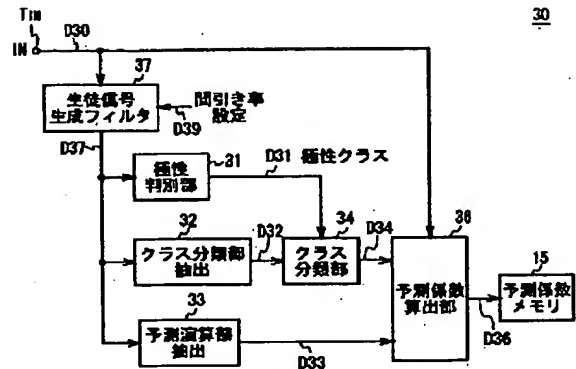 30
TIN
IN
D30
37
生徒信号
生成フィルタ
間引き率
設定
D39
D37
31
極性
判別部
D31 極性クラス
32
クラス分類部
抽出
D32
34
クラス
分類部
D34
36
予測係数
算出部
15
予測係数
メモリ
D36
33
予測演算部
抽出
D33